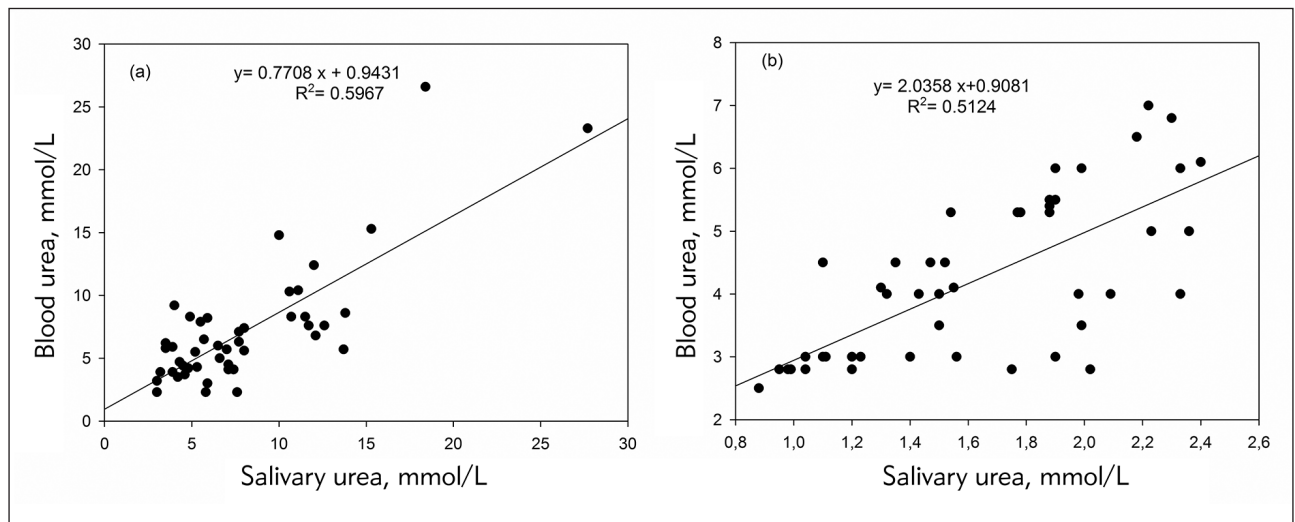 (a)
y= 0.7708 x + 0.9431
R²= 0.5967
30
25
20
15
10
5
0
Blood urea, mmol/L
0 5 10 15 20 25 30
Salivary urea, mmol/L
(b)
y= 2.0358 x+0.9081
R²= 0.5124
8
7
6
5
4
3
2
Blood urea, mmol/L
0,8 1,0 1,2 1,4 1,6 1,8 2,0 2,2 2,4 2,6
Salivary urea, mmol/L